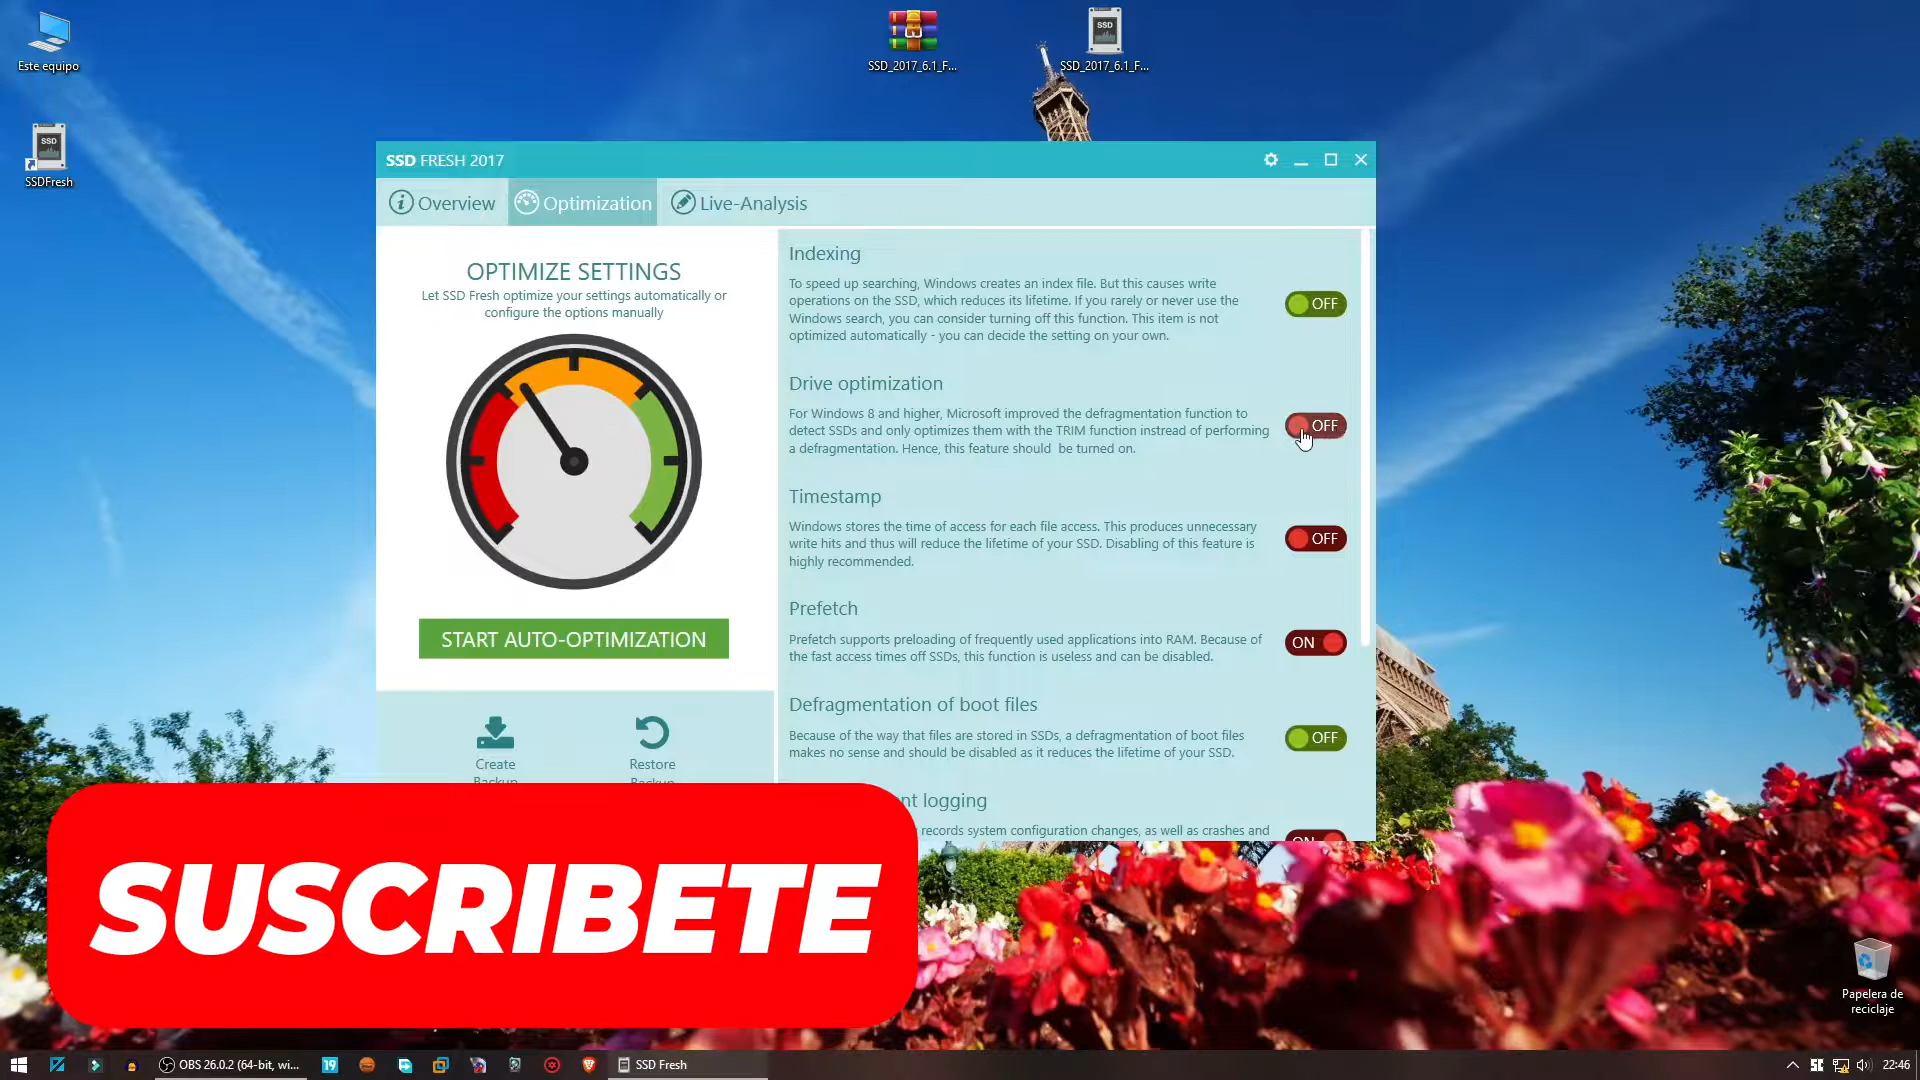 Este equipo
SSD_2017_6.1_F...
SSD
SSD_2017_6.1_F...
SSD
SSDFresh
SSD FRESH 2017
Overview
Optimization
Live-Analysis
OPTIMIZE SETTINGS
Let SSD Fresh optimize your settings automatically or
configure the options manually
START AUTO-OPTIMIZATION
Create
Backup
Restore
Backup
Indexing
To speed up searching, Windows creates an index file. But this causes write
operations on the SSD, which reduces its lifetime. If you rarely or never use the
Windows search, you can consider turning off this function. This item is not
optimized automatically - you can decide the setting on your own.
OFF
Drive optimization
For Windows 8 and higher, Microsoft improved the defragmentation function to
detect SSDs and only optimizes them with the TRIM function instread of performing
a defragmentation. Hence, this feature should be turned on.
OFF
Timestamp
Windows stores the time of access for each file access. This produces unnecessary
write hits and thus will reduce the lifetime of your SSD. Disabling of this feature is
highly recommended.
OFF
Prefetch
Prefetch supports preloading of frequently used applications into RAM. Because of
the fast access times off SSDs, this function is useless and can be disabled.
ON
Defragmentation of boot files
Because of the way that files are stored in SSDs, a defragmentation of boot files
makes no sense and should be disabled as it reduces the lifetime of your SSD.
OFF
nt logging
records system configuration changes, as well as crashes and
ON
SUSCRIBETE
Papelera de
reciclaje
OBS 26.0.2 (64-bit, wi...
19
SSD Fresh
22:46